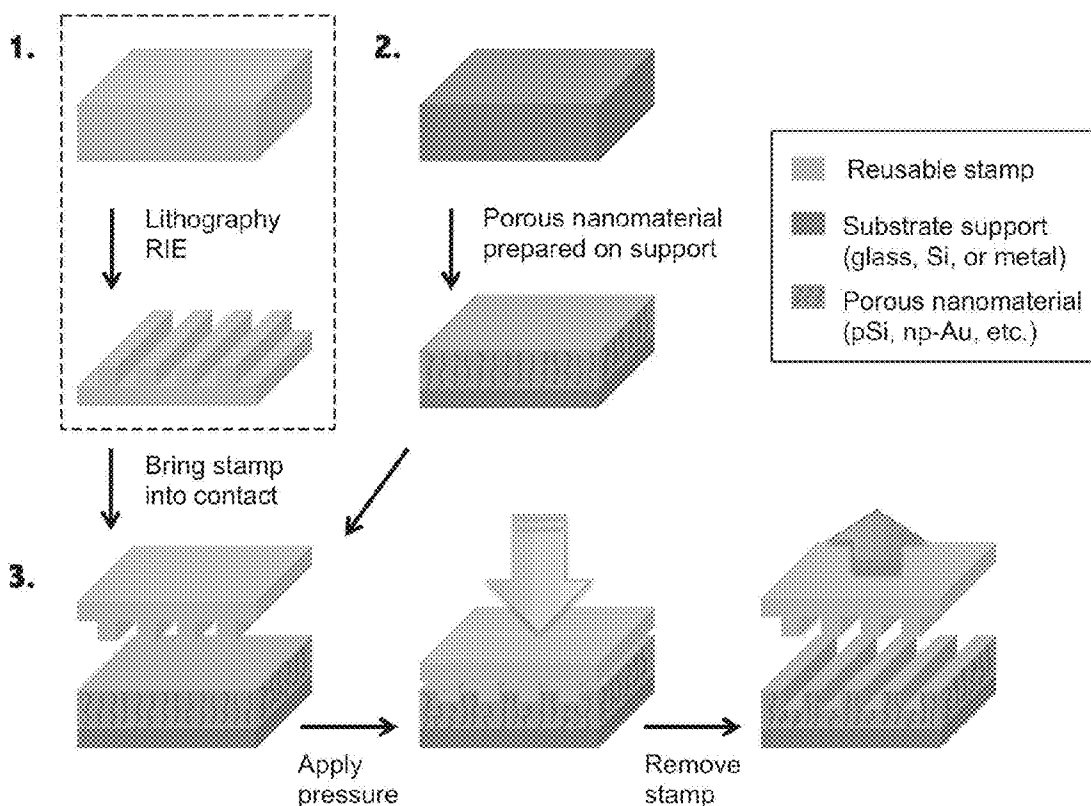 1.
2.
Lithography
RIE
Porous nanomaterial
prepared on support
Reusable stamp
Substrate support
(glass, Si, or metal)
Porous nanomaterial
(pSi, np-Au, etc.)
Bring stamp
into contact
3.
Apply
pressure
Remove
stamp